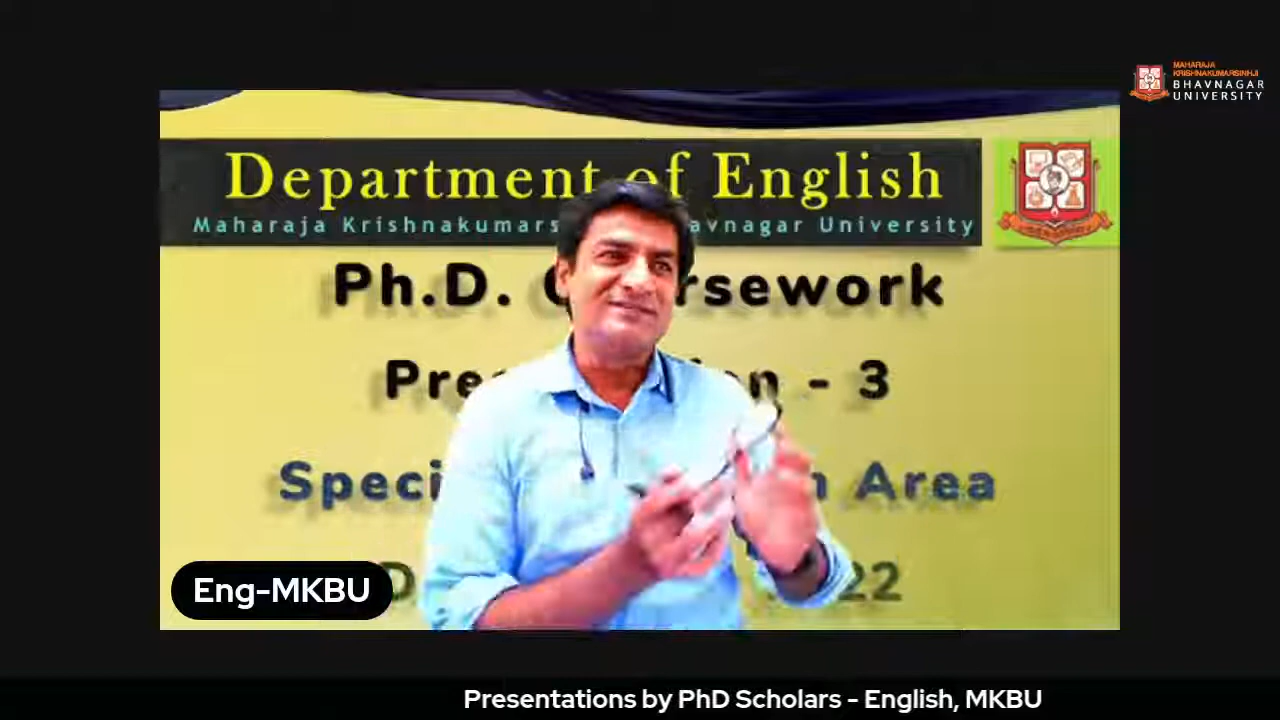 MAHARAJA
KRISHNAKUMARSINHJI
BHAVNAGAR
UNIVERSITY
Department of English
Maharaja Krishnakumars avnagar University
Ph.D. C rsework
Pre on - 3
Speci n Area
D 22
Eng-MKBU
Presentations by PhD Scholars - English, MKBU